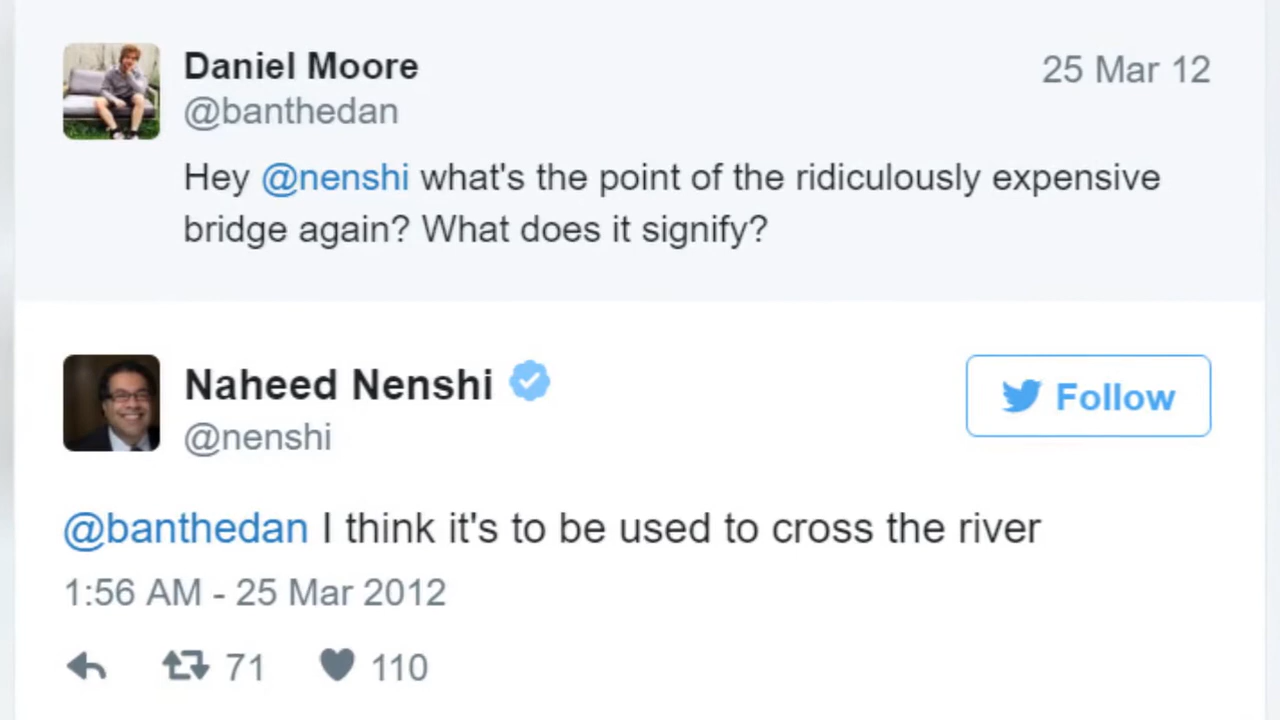 Daniel Moore
25 Mar 12
@banthedan
Hey @nenshi what's the point of the ridiculously expensive
bridge again? What does it signify?
Naheed Nenshi
Follow
@nenshi
@banthedan I think it's to be used to cross the river
1:56 AM - 25 Mar 2012
71 110